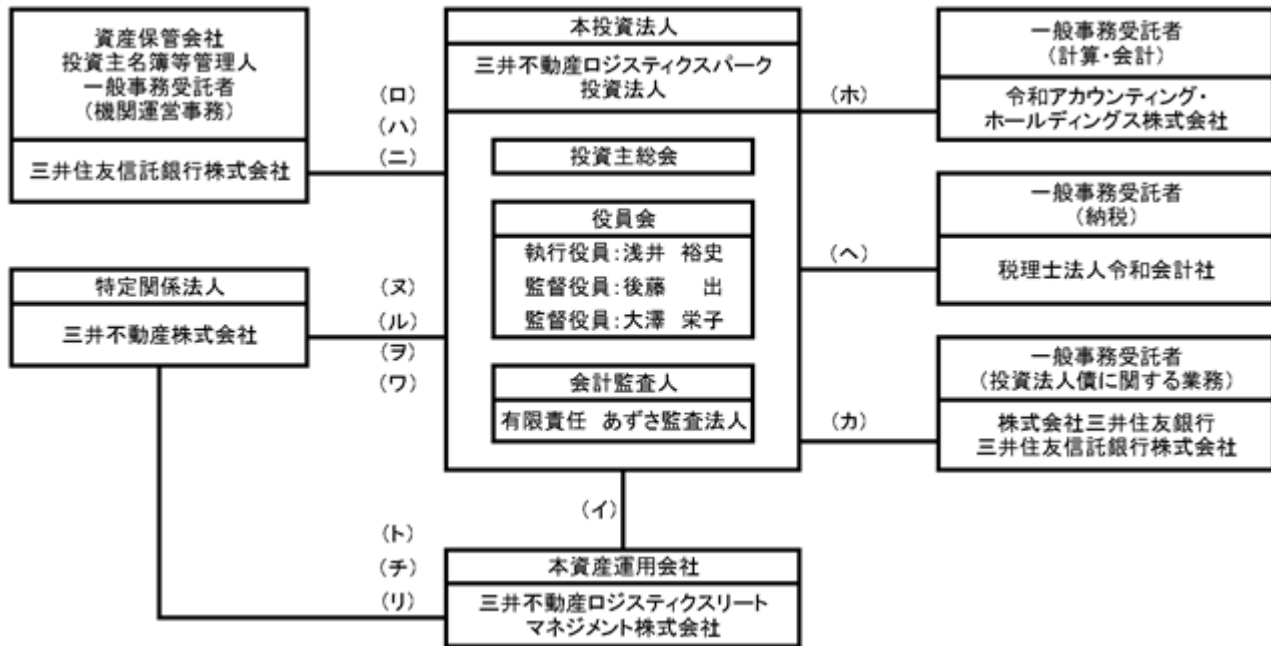 資産保管会社
投資主名簿等管理人
一般事務受託者
（機関運営事務）
三井住友信託銀行株式会社
（ロ）
（ハ）
（ニ）
本投資法人
三井不動産ロジスティクスパーク
投資法人
投資主総会
役員会
執行役員：浅井　裕史
監督役員：後藤　　出
監督役員：大澤　栄子
会計監査人
有限責任　あずさ監査法人
（ホ）
一般事務受託者
（計算・会計）
令和アカウンティング・
ホールディングス株式会社
（ヘ）
一般事務受託者
（納税）
税理士法人令和会計社
（カ）
一般事務受託者
（投資法人債に関する業務）
株式会社三井住友銀行
三井住友信託銀行株式会社
特定関係法人
三井不動産株式会社
（ヌ）
（ル）
（ヲ）
（ワ）
（イ）
（ト）
（チ）
（リ）
本資産運用会社
三井不動産ロジスティクスリート
マネジメント株式会社